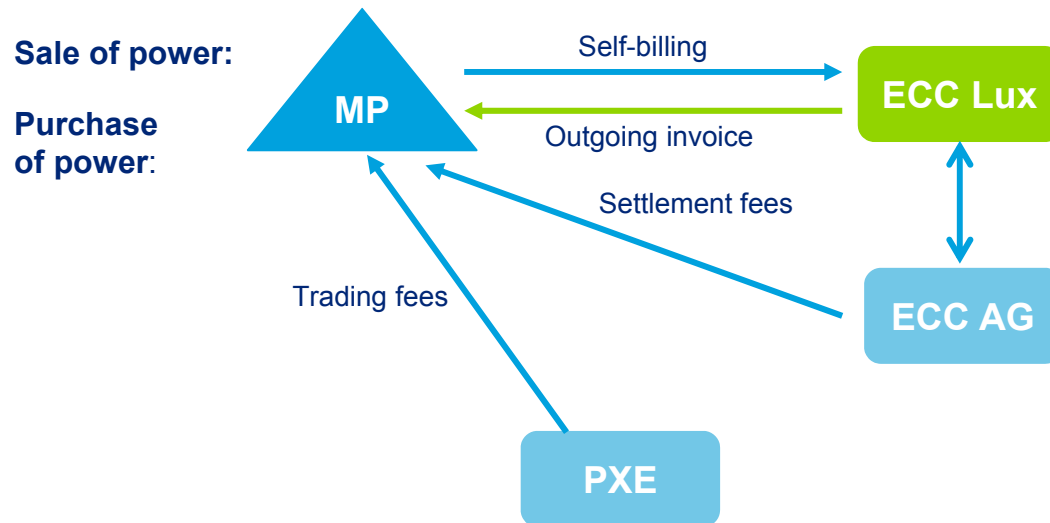 Sale of power:
Self-billing
ECC Lux
MP
Purchase
of power:
Outgoing invoice
Settlement fees
Trading fees
ECC AG
PXE